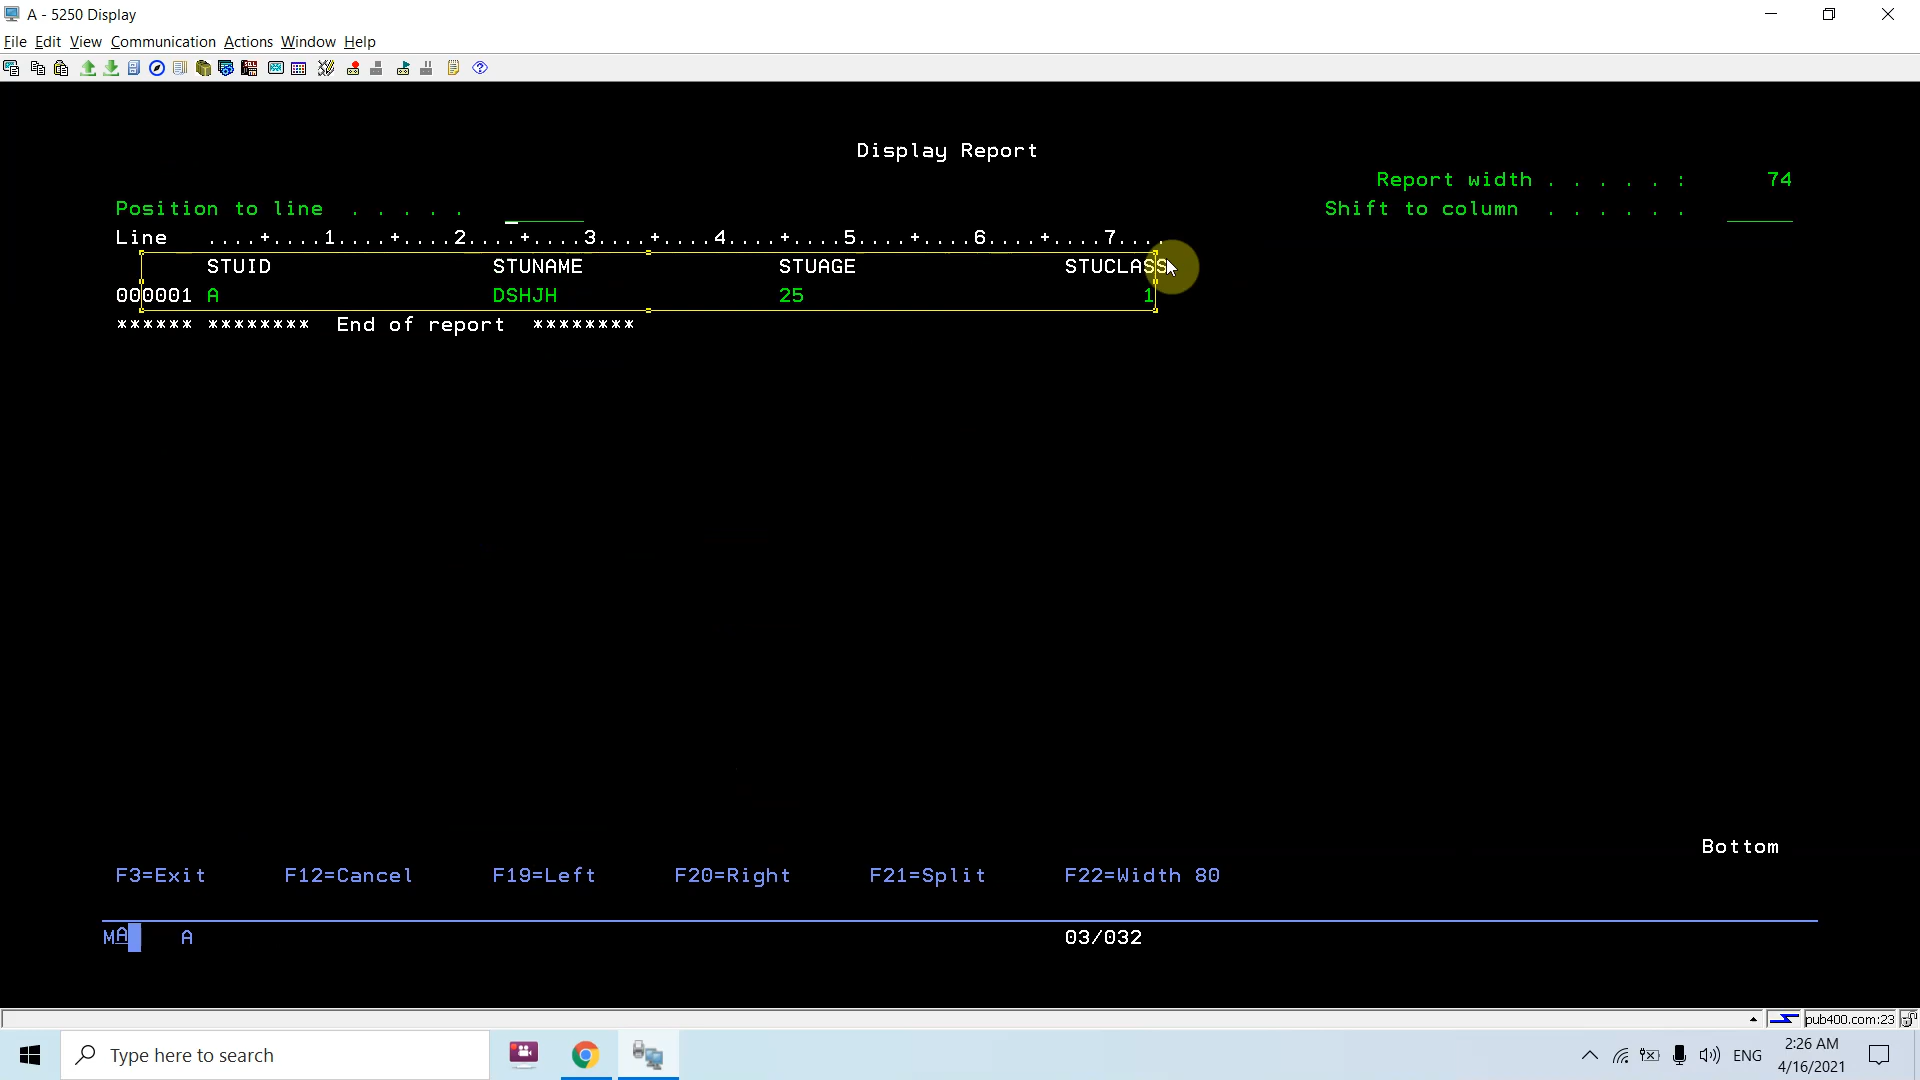 A - 5250 Display
File Edit View Communication Actions Window Help
Display Report
Report width . . . . . : 74
Position to line . . . . . Shift to column . . . . . .
Line ....+....1....+....2....+....3....+....4....+....5....+....6....+....7....
STUID STUNAME STUAGE STUCLASS
000001 A DSHJH 25 1
****** ******** End of report ********
Bottom
F3=Exit F12=Cancel F19=Left F20=Right F21=Split F22=Width 80
MA A 03/032
pub400.com:23
Type here to search
ENG
2:26 AM
4/16/2021